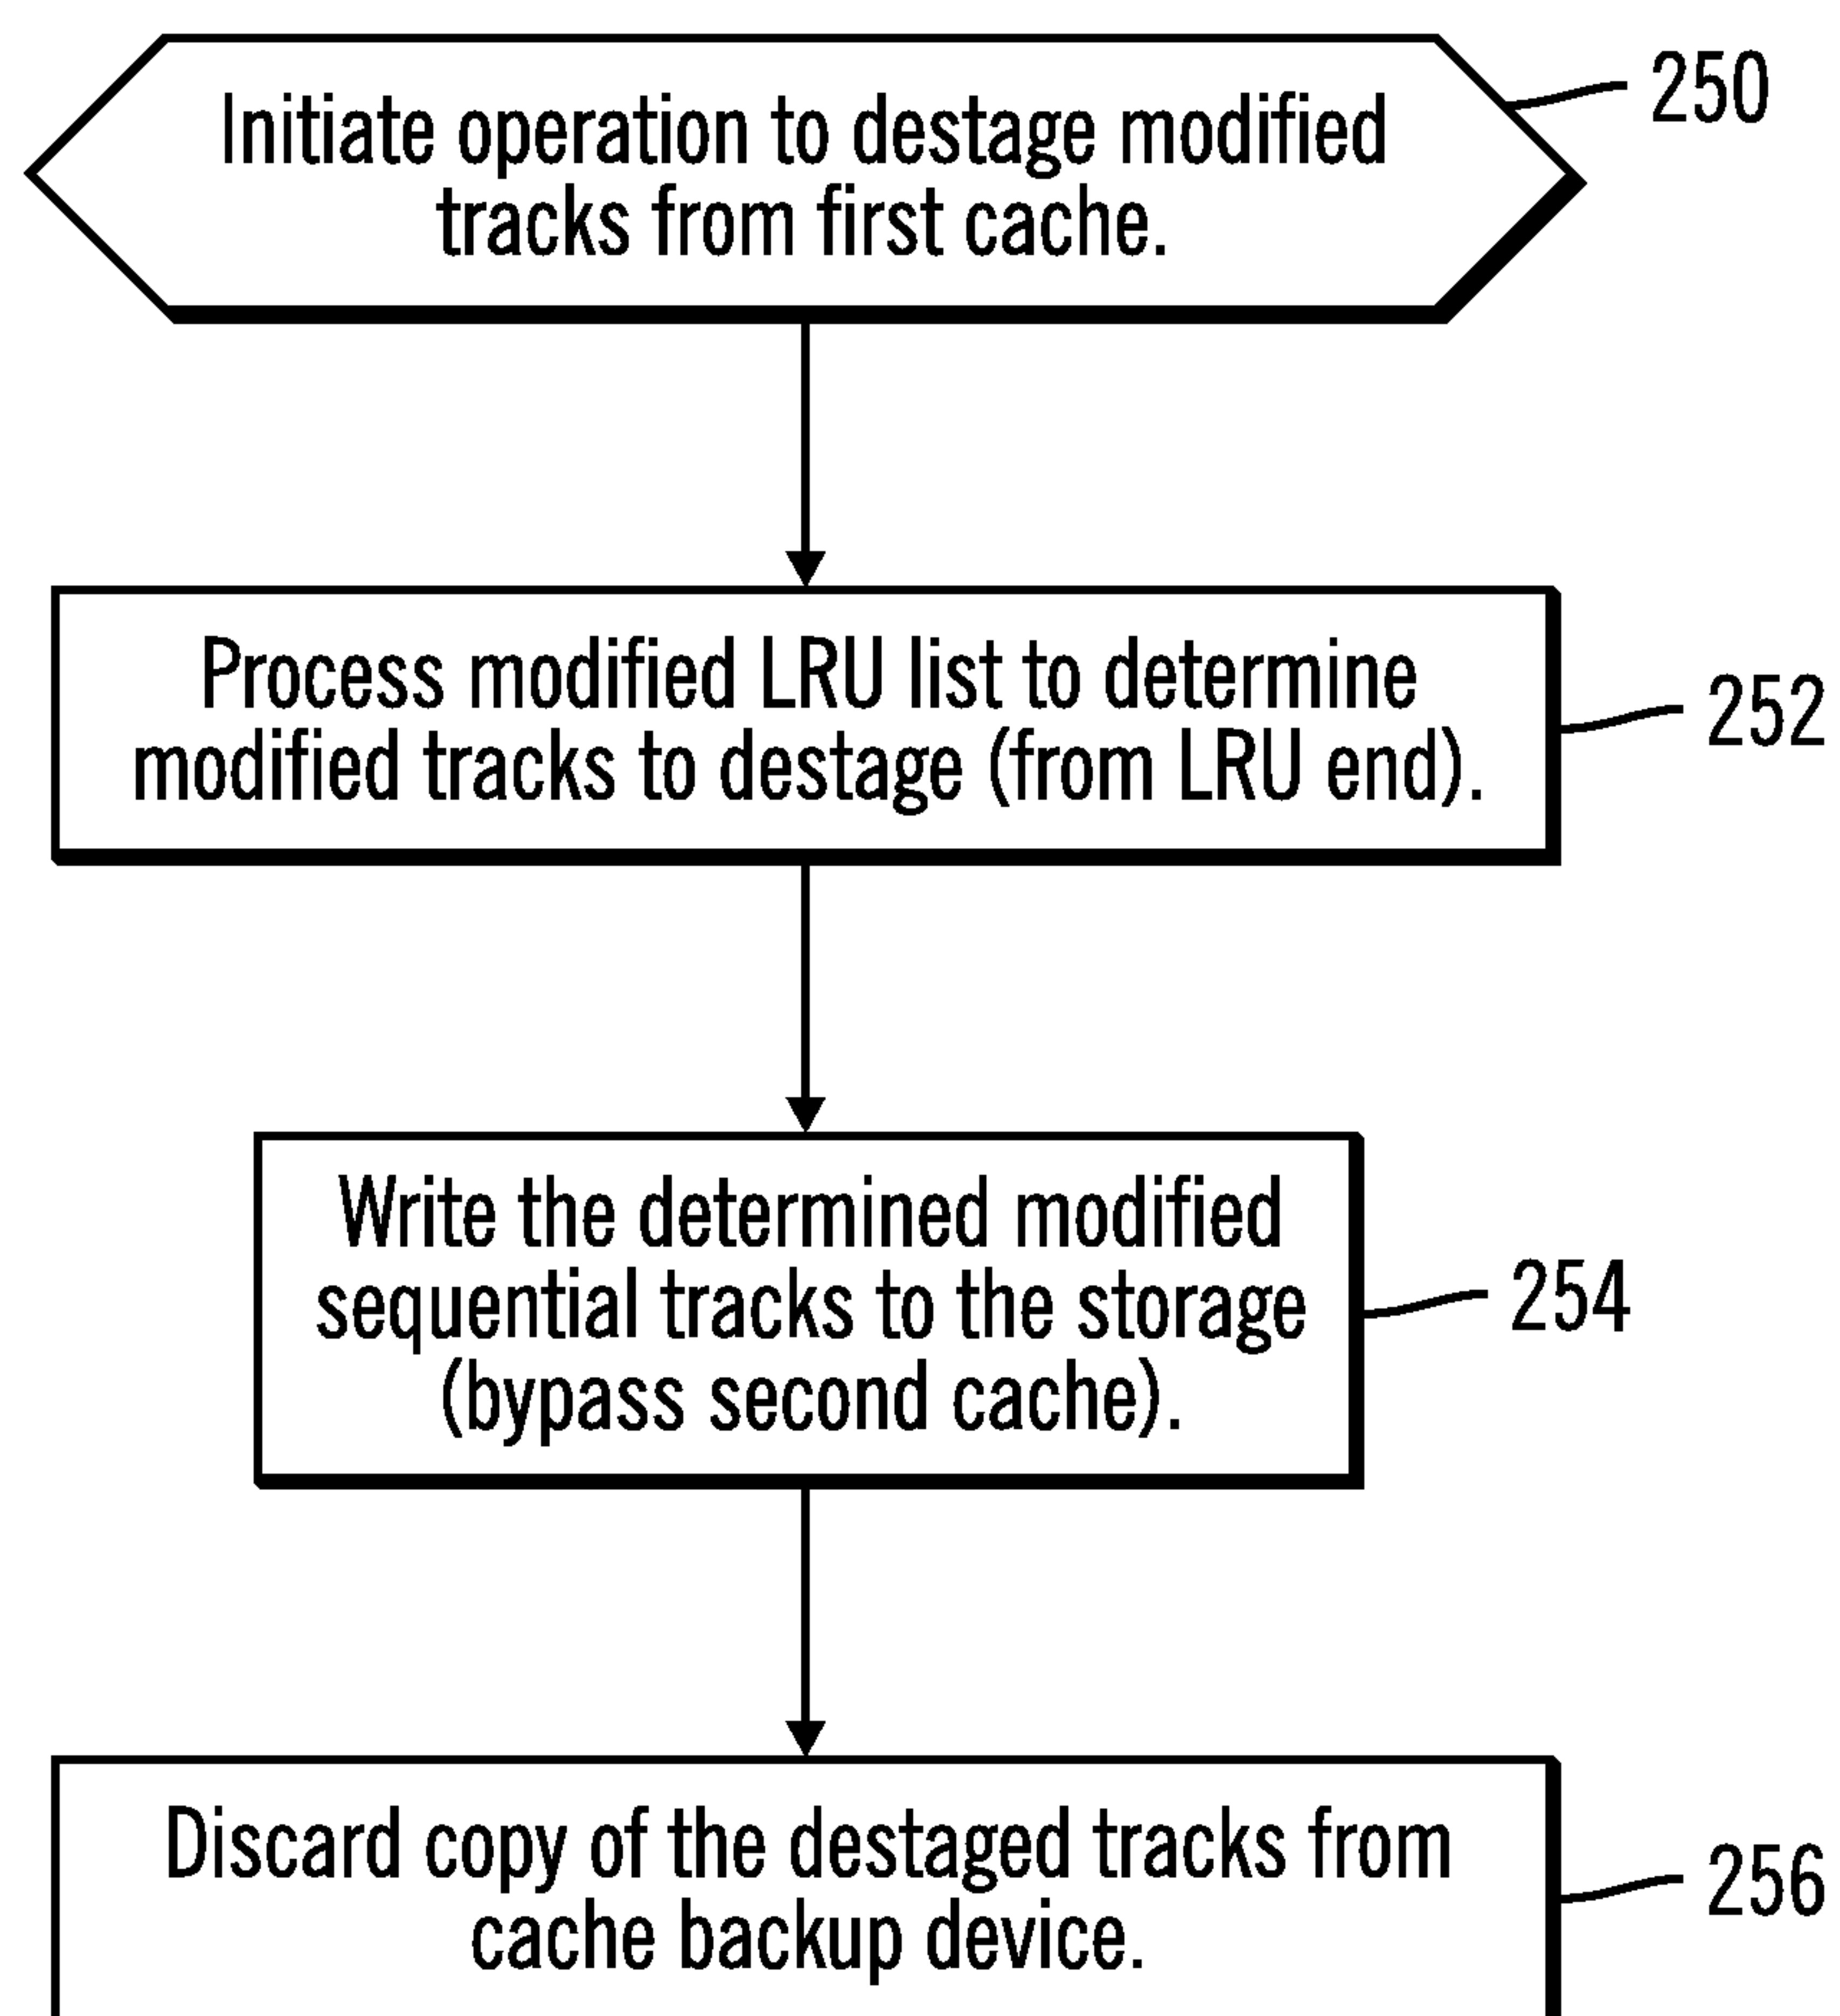 Initiate operation to destage modified
tracks from first cache.
250
Process modified LRU list to determine
modified tracks to destage (from LRU end).
252
Write the determined modified
sequential tracks to the storage
(bypass second cache).
254
Discard copy of the destaged tracks from
cache backup device.
256